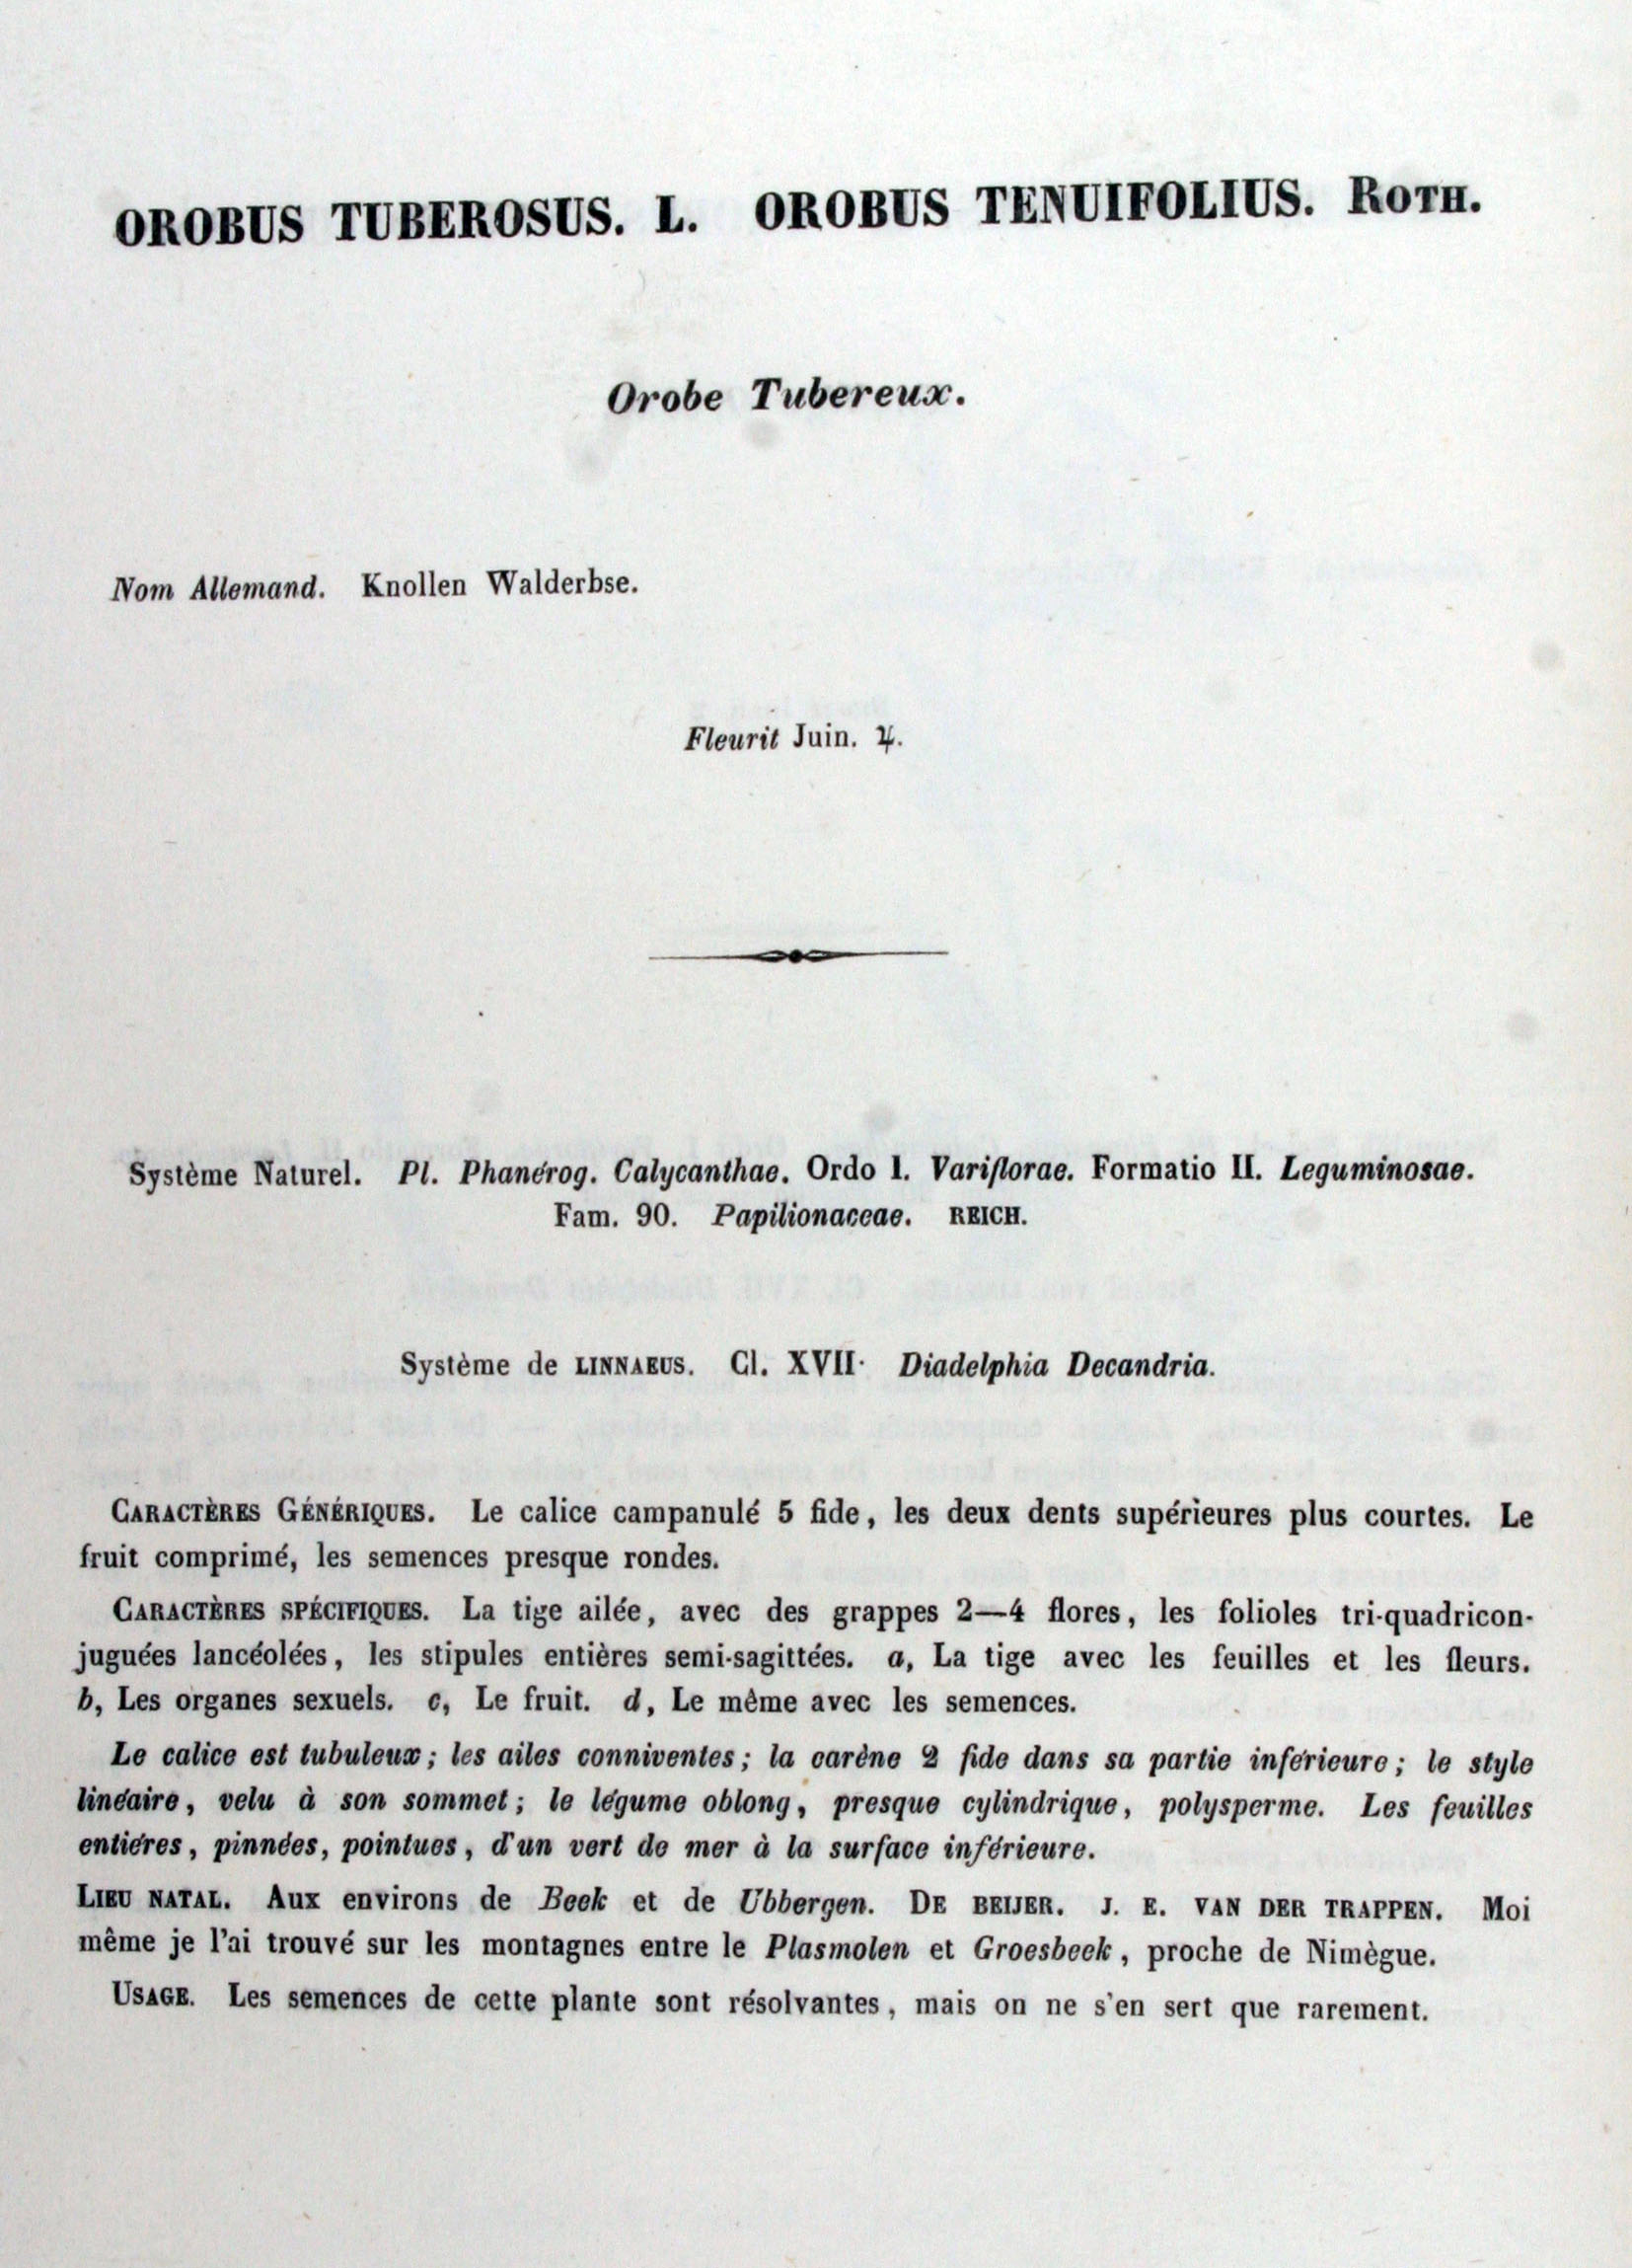 OROBUS TUBEROSUS. L. OROBUS TENUIFOLIUS. ROTH.
Orobe Tubereux.
Nom Allemand. Knollen Walderbse.
Fleurit Juin. ♃.
Système Naturel. Pl. Phanérog. Calycanthae. Ordo I. Variflorae. Formatio II. Leguminosae.
Fam. 90. Papilionaceae. REICH.
Système de LINNAEUS. Cl. XVII. Diadelphia Decandria.
CARACTÈRES GÉNÉRIQUES. Le calice campanulé 5 fide, les deux dents supérieures plus courtes. Le
fruit comprimé, les semences presque rondes.
CARACTÈRES SPÉCIFIQUES. La tige ailée, avec des grappes 2—4 flores, les folioles tri-quadricon-
juguées lancéolées, les stipules entières semi-sagittées. a, La tige avec les feuilles et les fleurs.
b, Les organes sexuels. c, Le fruit. d, Le même avec les semences.
Le calice est tubuleux; les ailes conniventes; la carène 2 fide dans sa partie inférieure; le style
linéaire, velu à son sommet; le légume oblong, presque cylindrique, polysperme. Les feuilles
entiéres, pinnées, pointues, d'un vert de mer à la surface inférieure.
LIEU NATAL. Aux environs de Beek et de Ubbergen. DE BEIJER. J. E. VAN DER TRAPPEN. Moi
même je l'ai trouvé sur les montagnes entre le Plasmolen et Groesbeek, proche de Nimègue.
USAGE. Les semences de cette plante sont résolvantes, mais on ne s'en sert que rarement.